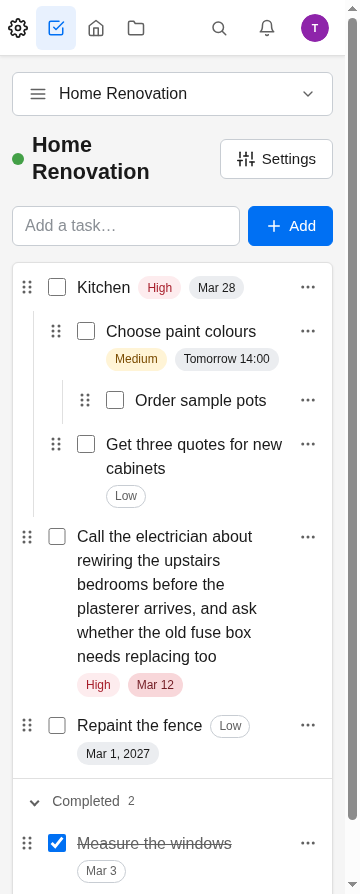 T
Home Renovation
Home
Renovation
Settings
Add a task…
Add
Kitchen High Mar 28
Choose paint colours
Medium Tomorrow 14:00
Order sample pots
Get three quotes for new
cabinets
Low
Call the electrician about
rewiring the upstairs
bedrooms before the
plasterer arrives, and ask
whether the old fuse box
needs replacing too
High Mar 12
Repaint the fence Low
Mar 1, 2027
Completed 2
Measure the windows
Mar 3